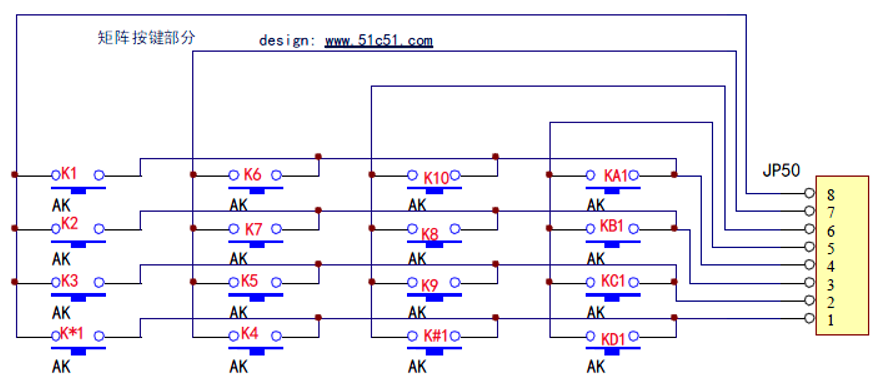 矩阵按键部分 design: www.51c51.com
JP50
K1 K6 K10 KA1
AK AK AK AK
K2 K7 K8 KB1
AK AK AK AK
K3 K5 K9 KC1
AK AK AK AK
K*1 K4 K#1 KD1
AK AK AK AK
8
7
6
5
4
3
2
1